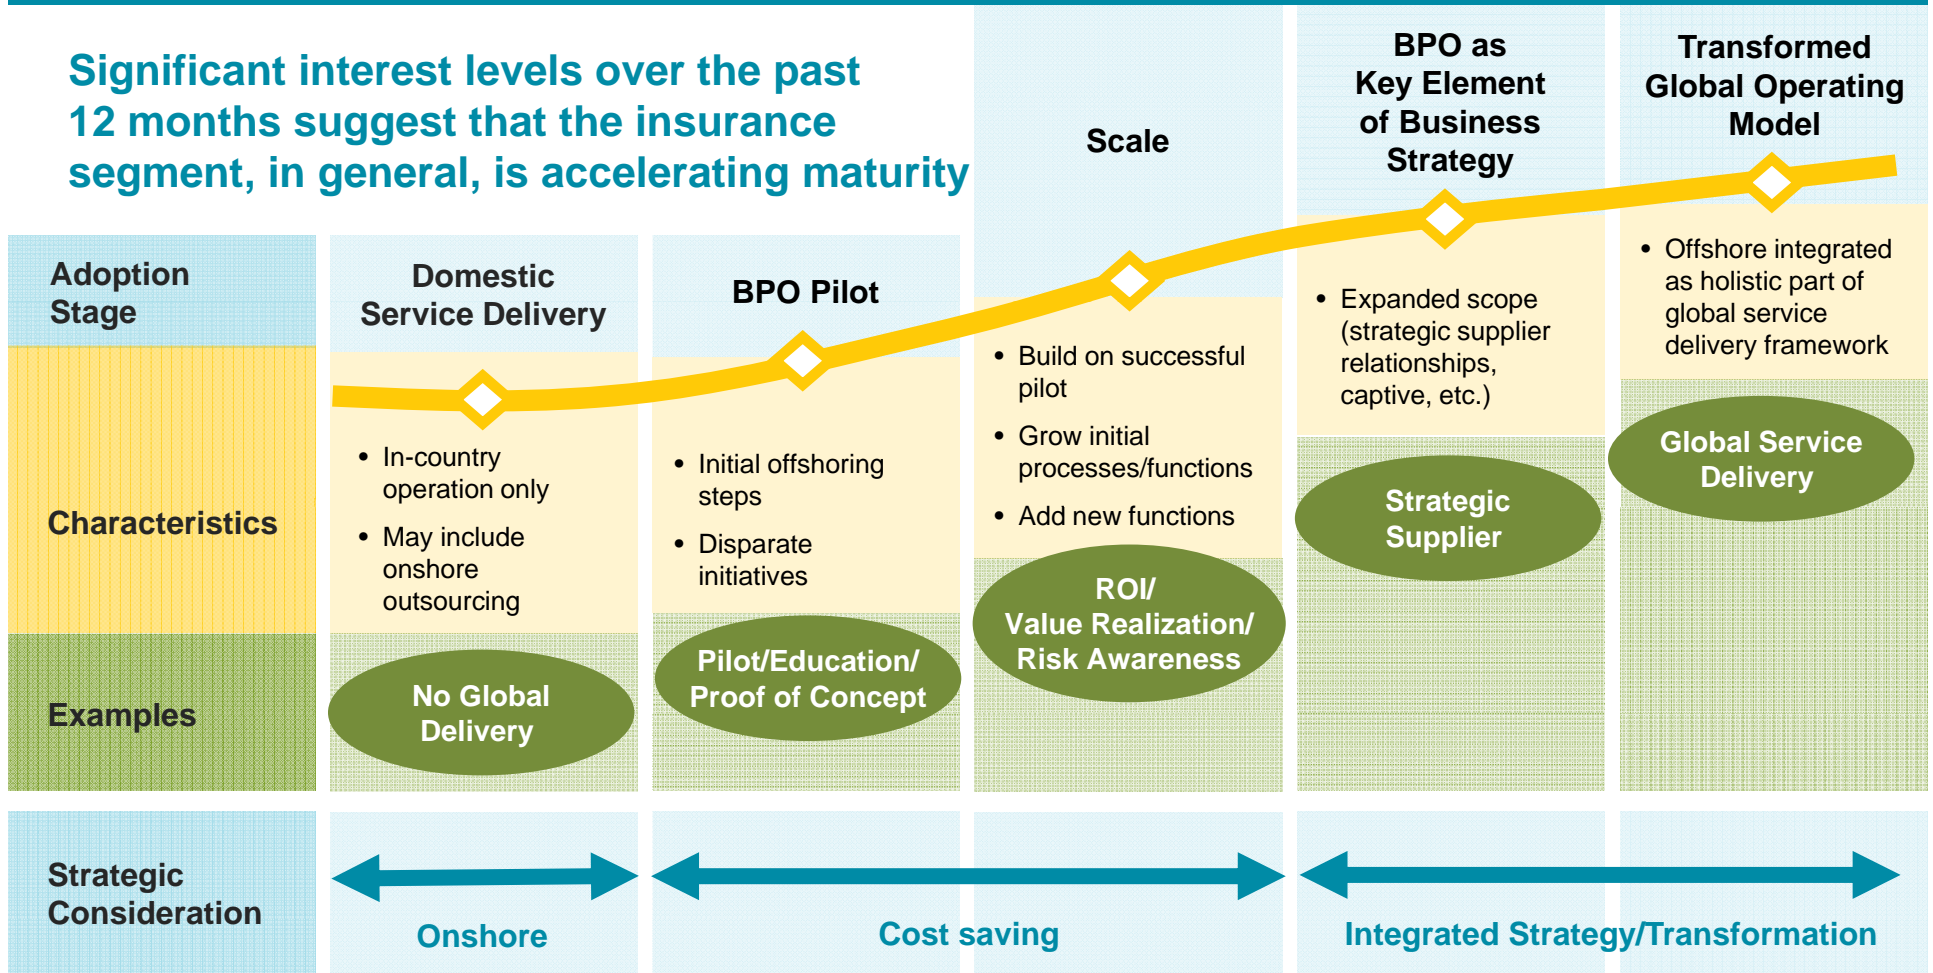 Significant interest levels over the past
12 months suggest that the insurance
segment, in general, is accelerating maturity
Adoption
Stage
Domestic
Service Delivery
BPO Pilot
Scale
BPO as
Key Element
of Business
Strategy
Transformed
Global Operating
Model
Characteristics
• In-country
operation only
• May include
onshore
outsourcing
• Initial offshoring
steps
• Disparate
initiatives
• Build on successful
pilot
• Grow initial
processes/functions
• Add new functions
• Expanded scope
(strategic supplier
relationships,
captive, etc.)
• Offshore integrated
as holistic part of
global service
delivery framework
Examples
No Global
Delivery
Pilot/Education/
Proof of Concept
ROI/
Value Realization/
Risk Awareness
Strategic
Supplier
Global Service
Delivery
Strategic
Consideration
Onshore
Cost saving
Integrated Strategy/Transformation